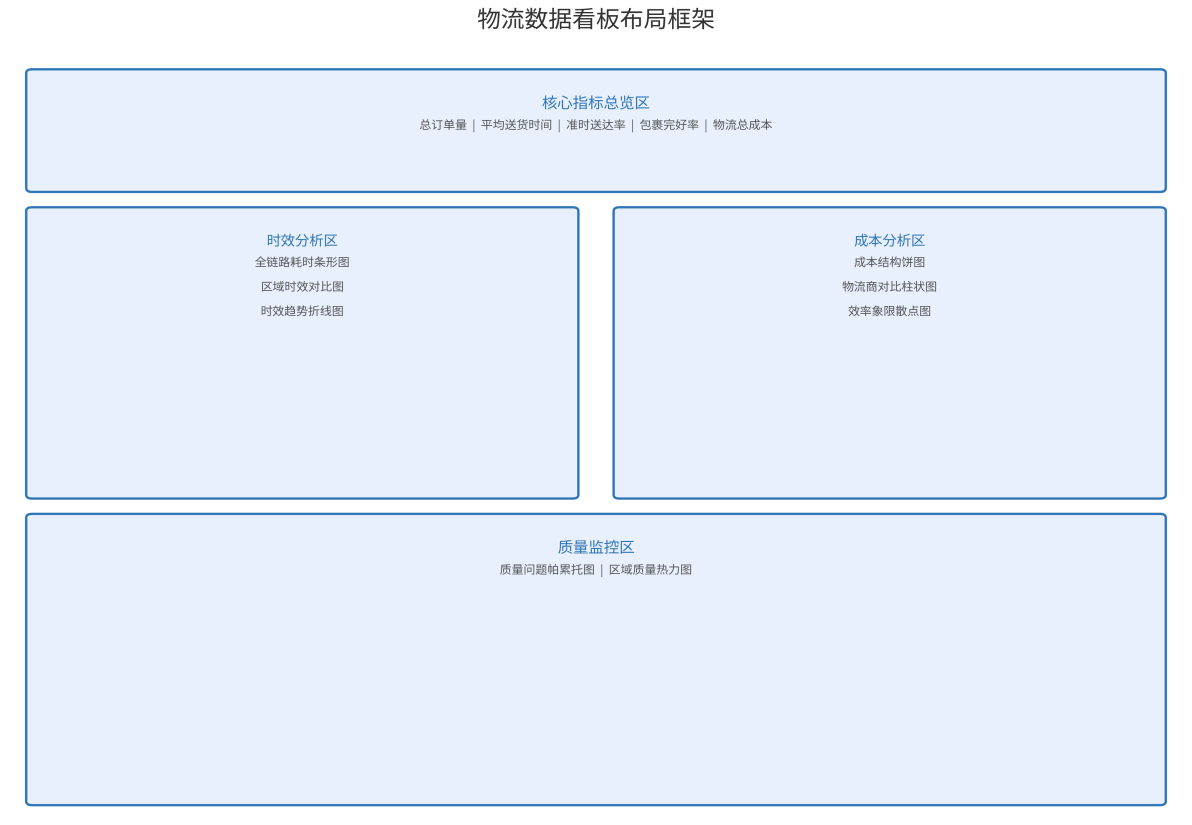 物流数据看板布局框架
核心指标总览区
总订单量 | 平均送货时间 | 准时送达率 | 包裹完好率 | 物流总成本
时效分析区
全链路耗时条形图
区域时效对比图
时效趋势折线图
成本分析区
成本结构饼图
物流商对比柱状图
效率象限散点图
质量监控区
质量问题帕累托图 | 区域质量热力图